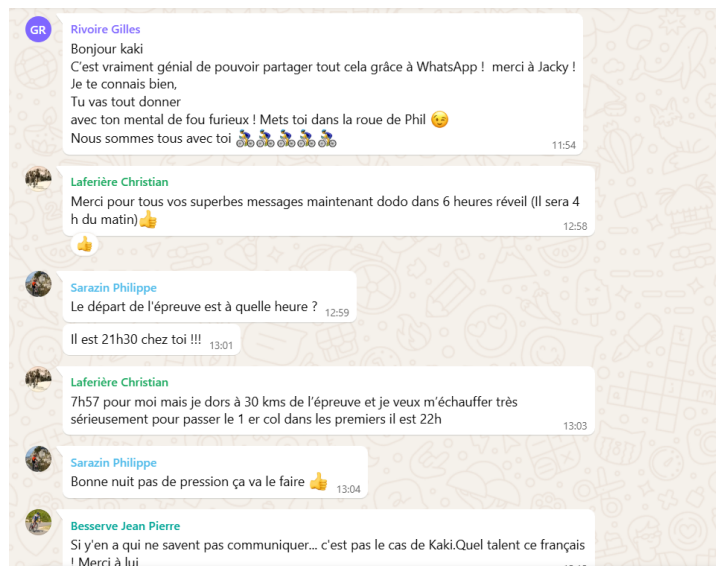 GR
Rivoire Gilles
Bonjour kaki
C'est vraiment génial de pouvoir partager tout cela grâce à WhatsApp ! merci à Jacky !
Je te connais bien,
Tu vas tout donner
avec ton mental de fou furieux ! Mets toi dans la roue de Phil 😉
Nous sommes tous avec toi 🚴🚴🚴🚴🚴
11:54
Laferière Christian
Merci pour tous vos superbes messages maintenant dodo dans 6 heures réveil (Il sera 4
h du matin)👍
12:58
👍
Sarazin Philippe
Le départ de l'épreuve est à quelle heure ? 12:59
Il est 21h30 chez toi !!! 13:01
Laferière Christian
7h57 pour moi mais je dors à 30 kms de l'épreuve et je veux m'échauffer très
sérieusement pour passer le 1 er col dans les premiers il est 22h
13:03
Sarazin Philippe
Bonne nuit pas de pression ça va le faire 👍 13:04
Besserve Jean Pierre
Si y'en a qui ne savent pas communiquer... c'est pas le cas de Kaki.Quel talent ce français
! Merci à lui